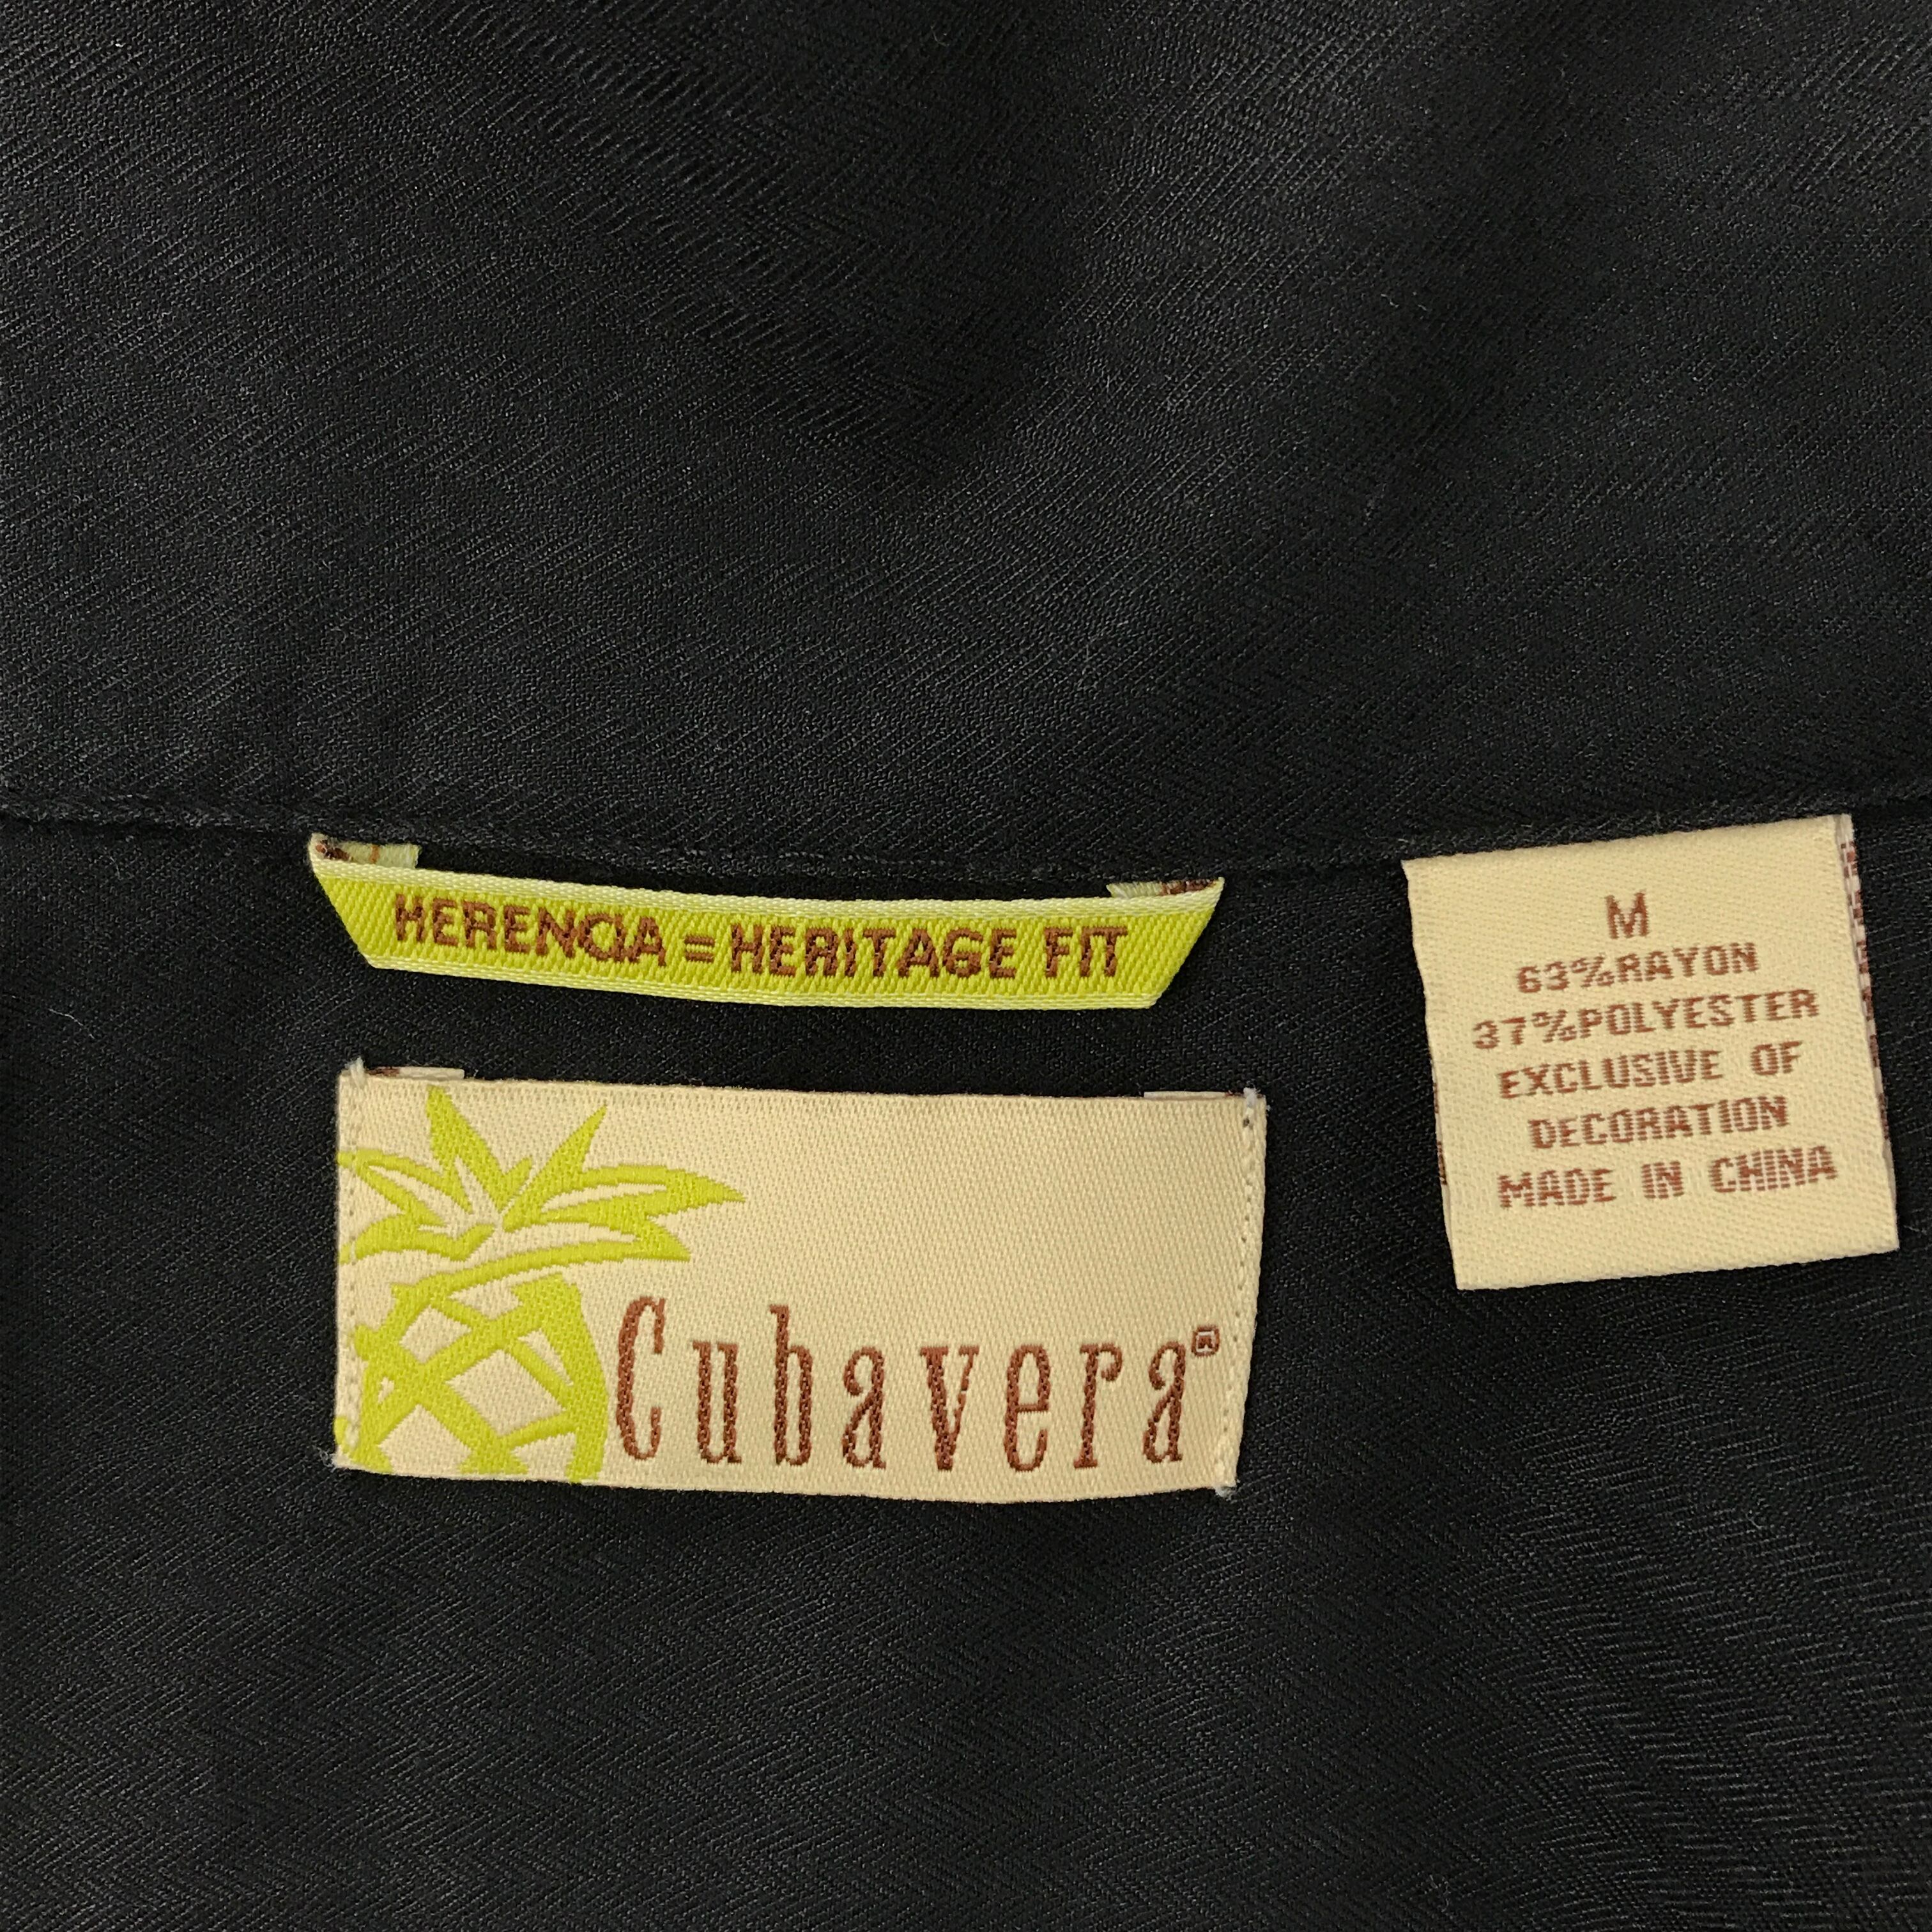 HERENCIA = HERITAGE FIT
Cubavera®
M
63%RAYON
37%POLYESTER
EXCLUSIVE OF
DECORATION
MADE IN CHINA